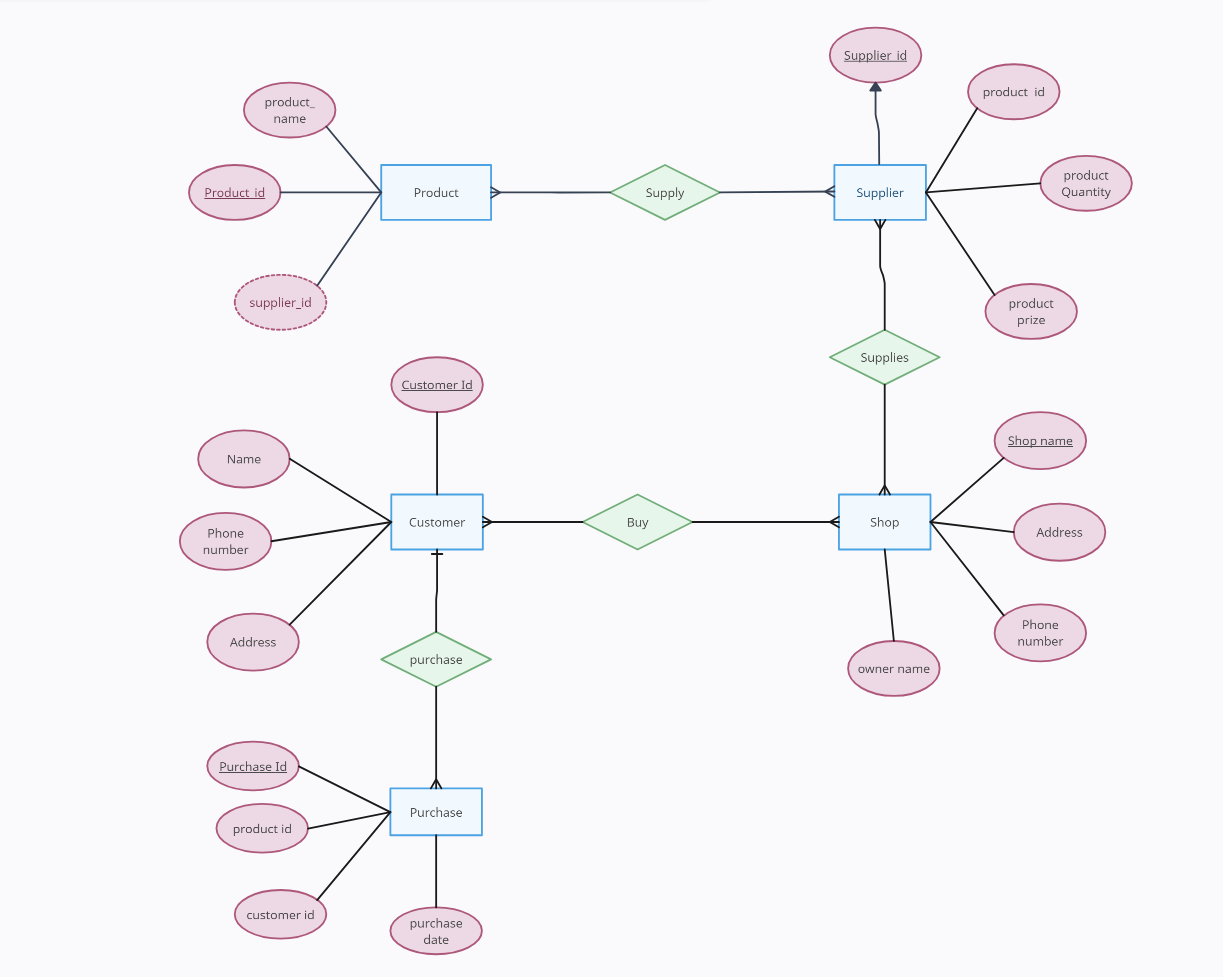 Supplier_id
product_id
product_
name
Product_id
Product
Supply
Supplier
product
Quantity
supplier_id
product
prize
Supplies
Customer Id
Name
Shop name
Phone
number
Customer
Buy
Shop
Address
Address
Phone
number
purchase
owner name
Purchase Id
product id
Purchase
customer id
purchase
date